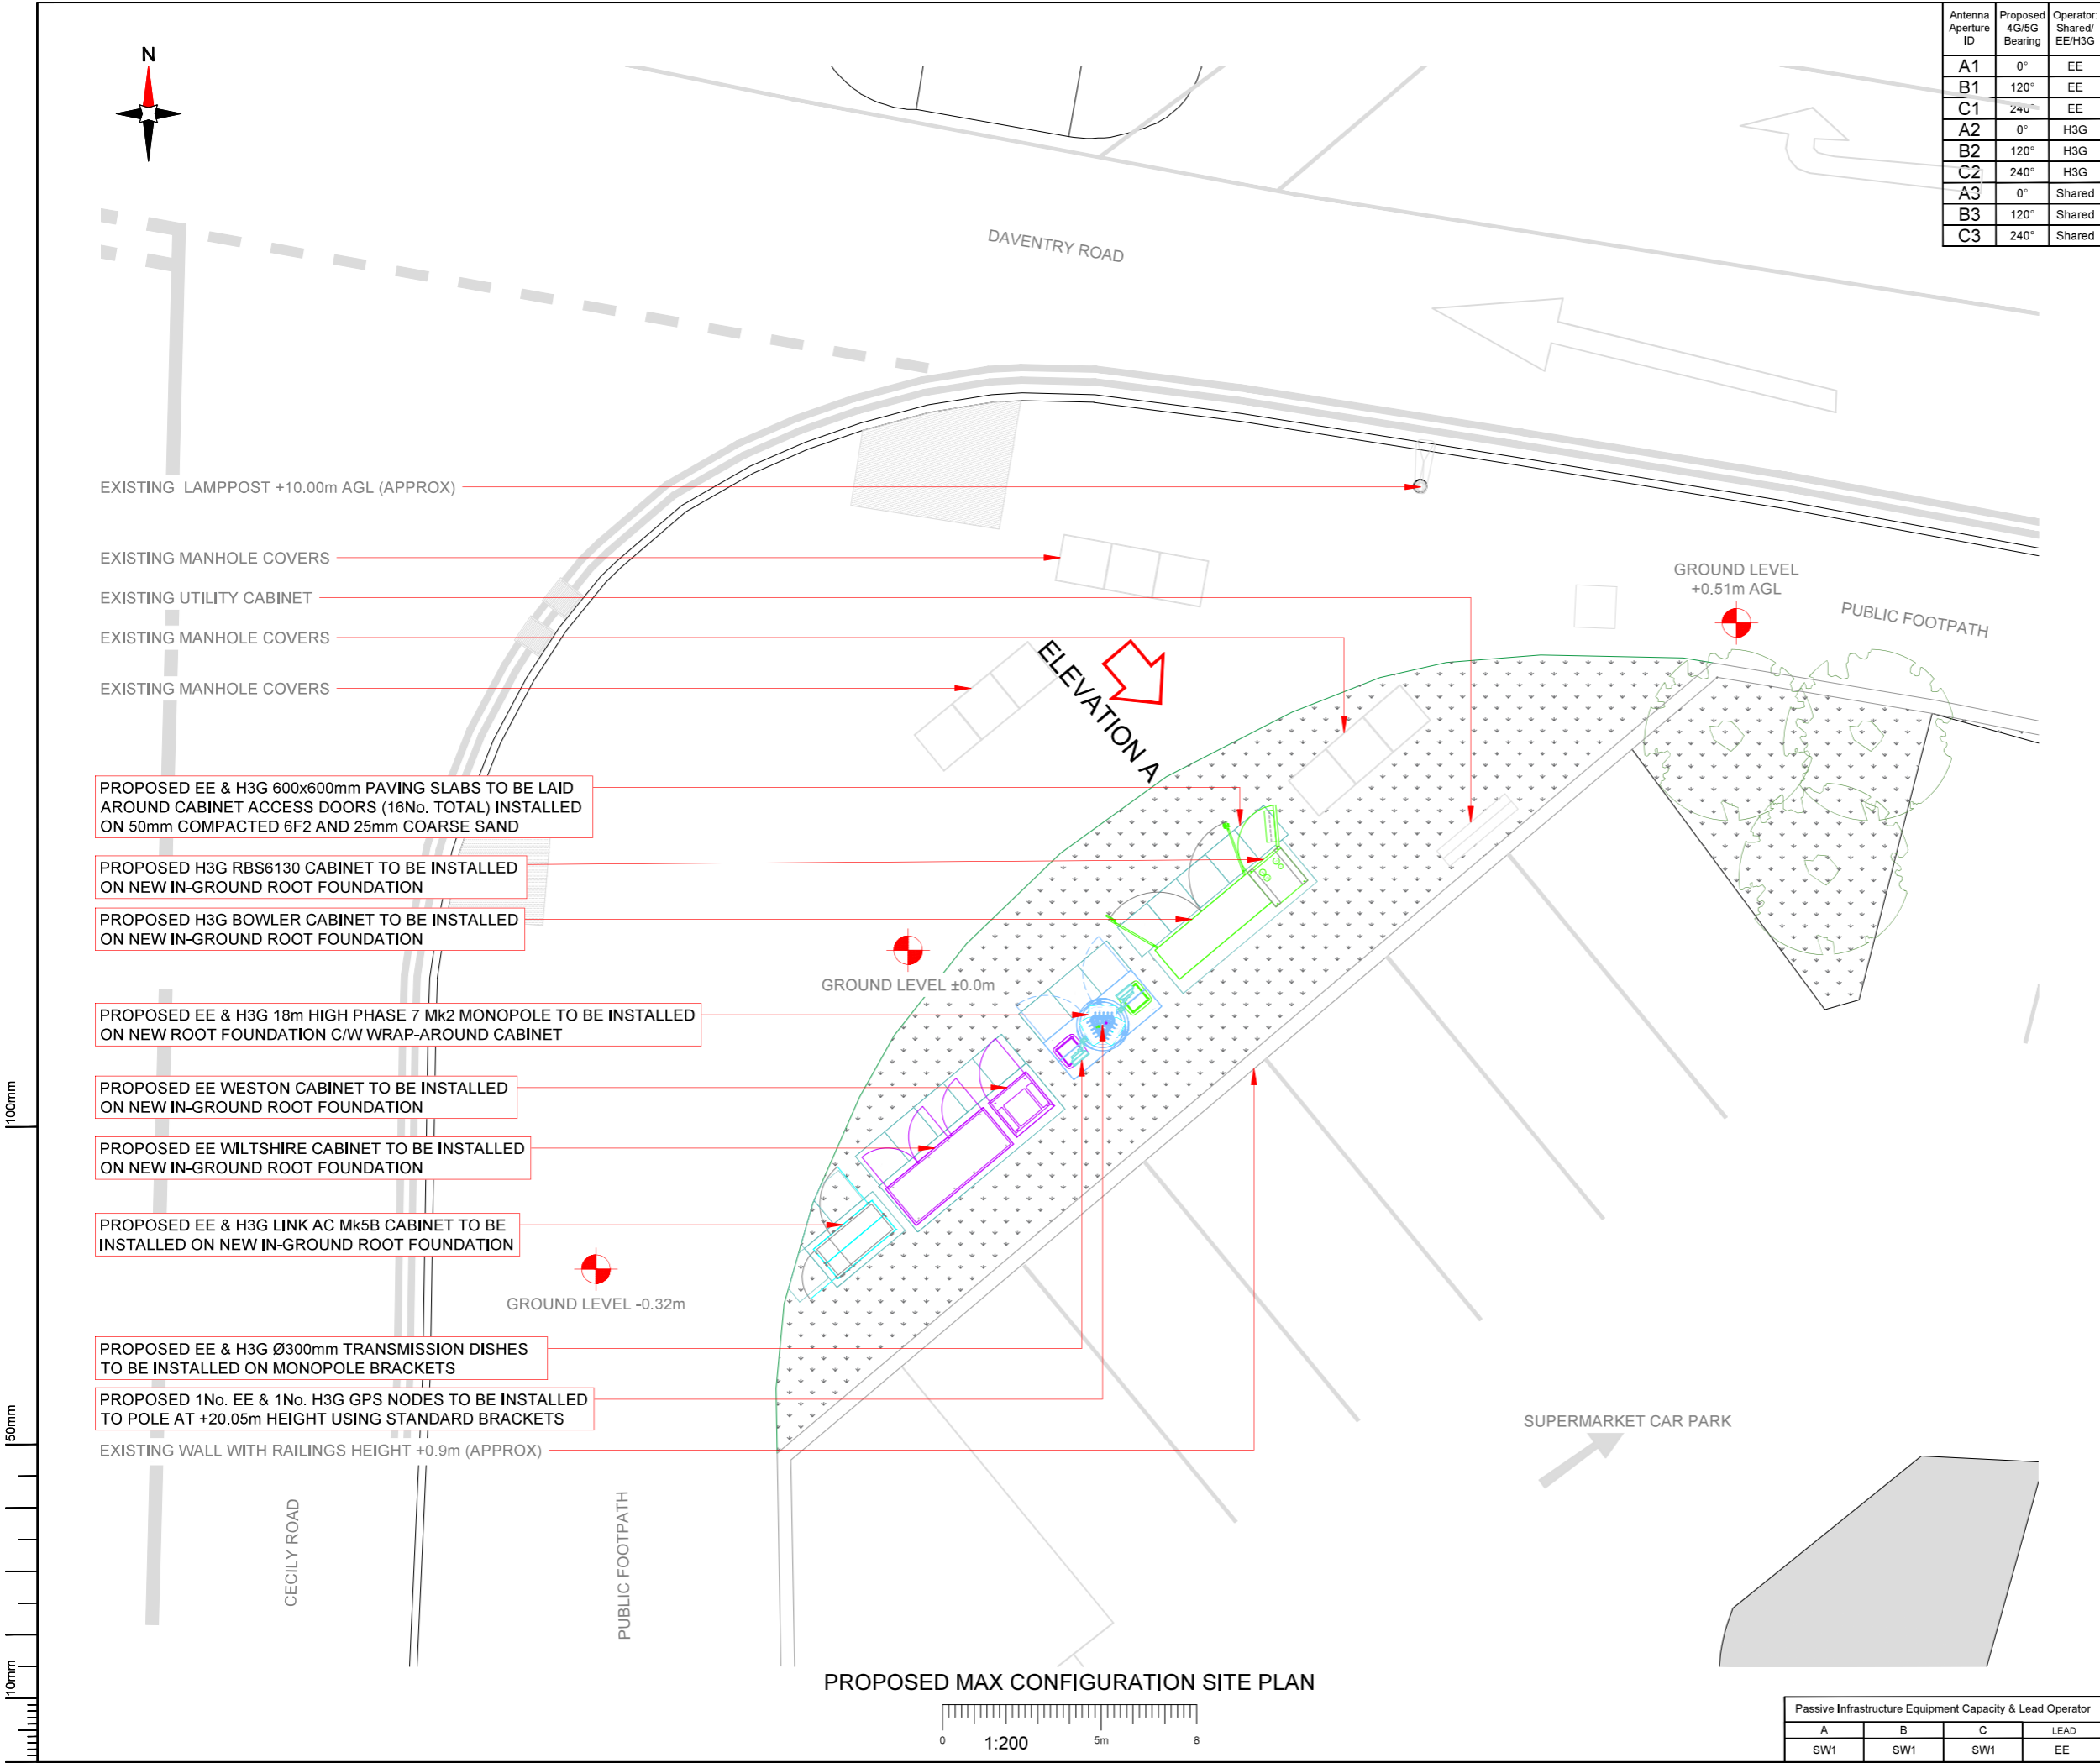 N
Antenna Aperture ID | Proposed 4G/5G Bearing | Operator: Shared/ EE/H3G
A1 | 0° | EE
B1 | 120° | EE
C1 | 240° | EE
A2 | 0° | H3G
B2 | 120° | H3G
C2 | 240° | H3G
A3 | 0° | Shared
B3 | 120° | Shared
C3 | 240° | Shared
DAVENTRY ROAD
EXISTING LAMPPOST +10.00m AGL (APPROX)
EXISTING MANHOLE COVERS
EXISTING UTILITY CABINET
EXISTING MANHOLE COVERS
EXISTING MANHOLE COVERS
GROUND LEVEL
+0.51m AGL
PUBLIC FOOTPATH
ELEVATION A
PROPOSED EE & H3G 600x600mm PAVING SLABS TO BE LAID
AROUND CABINET ACCESS DOORS (16No. TOTAL) INSTALLED
ON 50mm COMPACTED 6F2 AND 25mm COARSE SAND
PROPOSED H3G RBS6130 CABINET TO BE INSTALLED
ON NEW IN-GROUND ROOT FOUNDATION
PROPOSED H3G BOWLER CABINET TO BE INSTALLED
ON NEW IN-GROUND ROOT FOUNDATION
GROUND LEVEL ±0.0m
PROPOSED EE & H3G 18m HIGH PHASE 7 Mk2 MONOPOLE TO BE INSTALLED
ON NEW ROOT FOUNDATION C/W WRAP-AROUND CABINET
PROPOSED EE WESTON CABINET TO BE INSTALLED
ON NEW IN-GROUND ROOT FOUNDATION
PROPOSED EE WILTSHIRE CABINET TO BE INSTALLED
ON NEW IN-GROUND ROOT FOUNDATION
PROPOSED EE & H3G LINK AC Mk5B CABINET TO BE
INSTALLED ON NEW IN-GROUND ROOT FOUNDATION
GROUND LEVEL -0.32m
PROPOSED EE & H3G Ø300mm TRANSMISSION DISHES
TO BE INSTALLED ON MONOPOLE BRACKETS
PROPOSED 1No. EE & 1No. H3G GPS NODES TO BE INSTALLED
TO POLE AT +20.05m HEIGHT USING STANDARD BRACKETS
EXISTING WALL WITH RAILINGS HEIGHT +0.9m (APPROX)
SUPERMARKET CAR PARK
CECILY ROAD
PUBLIC FOOTPATH
100mm
50mm
10mm
PROPOSED MAX CONFIGURATION SITE PLAN
0 1:200 5m 8
Passive Infrastructure Equipment Capacity & Lead Operator
A | B | C | LEAD
SW1 | SW1 | SW1 | EE